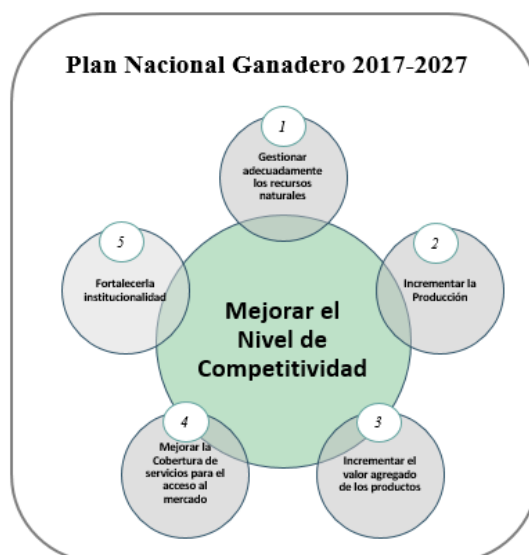 Plan Nacional Ganadero 2017-2027
1
Gestionar
adecuadamente
los recursos
naturales
2
Incrementar la
Producción
3
Incrementar el
valor agregado
de los productos
4
Mejorar la
Cobertura de
servicios para el
acceso al
mercado
5
Fortalecerla
institucionalidad
Mejorar el
Nivel de
Competitividad